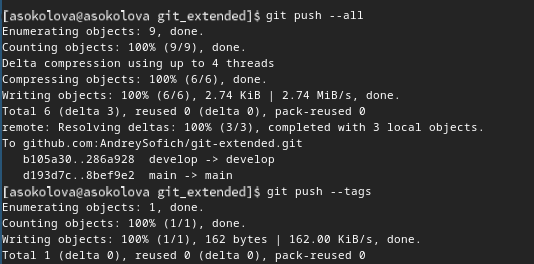 [asokolova@asokolova git_extended]$ git push --all
Enumerating objects: 9, done.
Counting objects: 100% (9/9), done.
Delta compression using up to 4 threads
Compressing objects: 100% (6/6), done.
Writing objects: 100% (6/6), 2.74 KiB | 2.74 MiB/s, done.
Total 6 (delta 3), reused 0 (delta 0), pack-reused 0
remote: Resolving deltas: 100% (3/3), completed with 3 local objects.
To github.com:AndreySofich/git-extended.git
   b105a30..286a928  develop -> develop
   d193d7c..8bef9e2  main -> main
[asokolova@asokolova git_extended]$ git push --tags
Enumerating objects: 1, done.
Counting objects: 100% (1/1), done.
Writing objects: 100% (1/1), 162 bytes | 162.00 KiB/s, done.
Total 1 (delta 0), reused 0 (delta 0), pack-reused 0